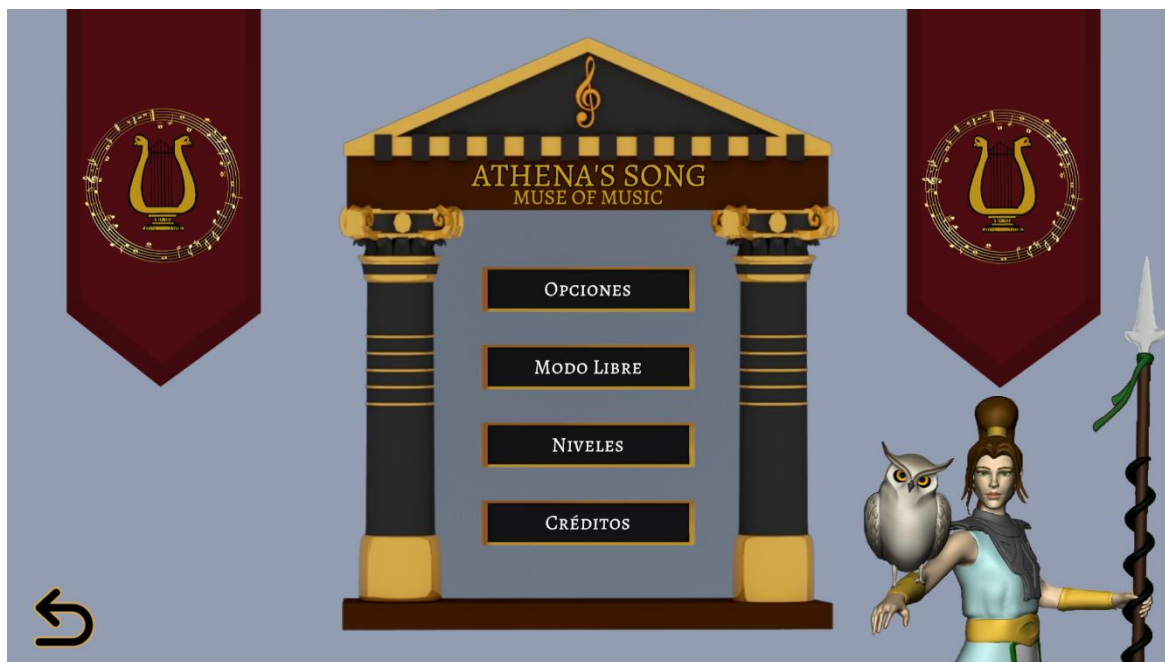 ATHENA'S SONG
MUSE OF MUSIC
OPCIONES
MODO LIBRE
NIVELES
CRÉDITOS